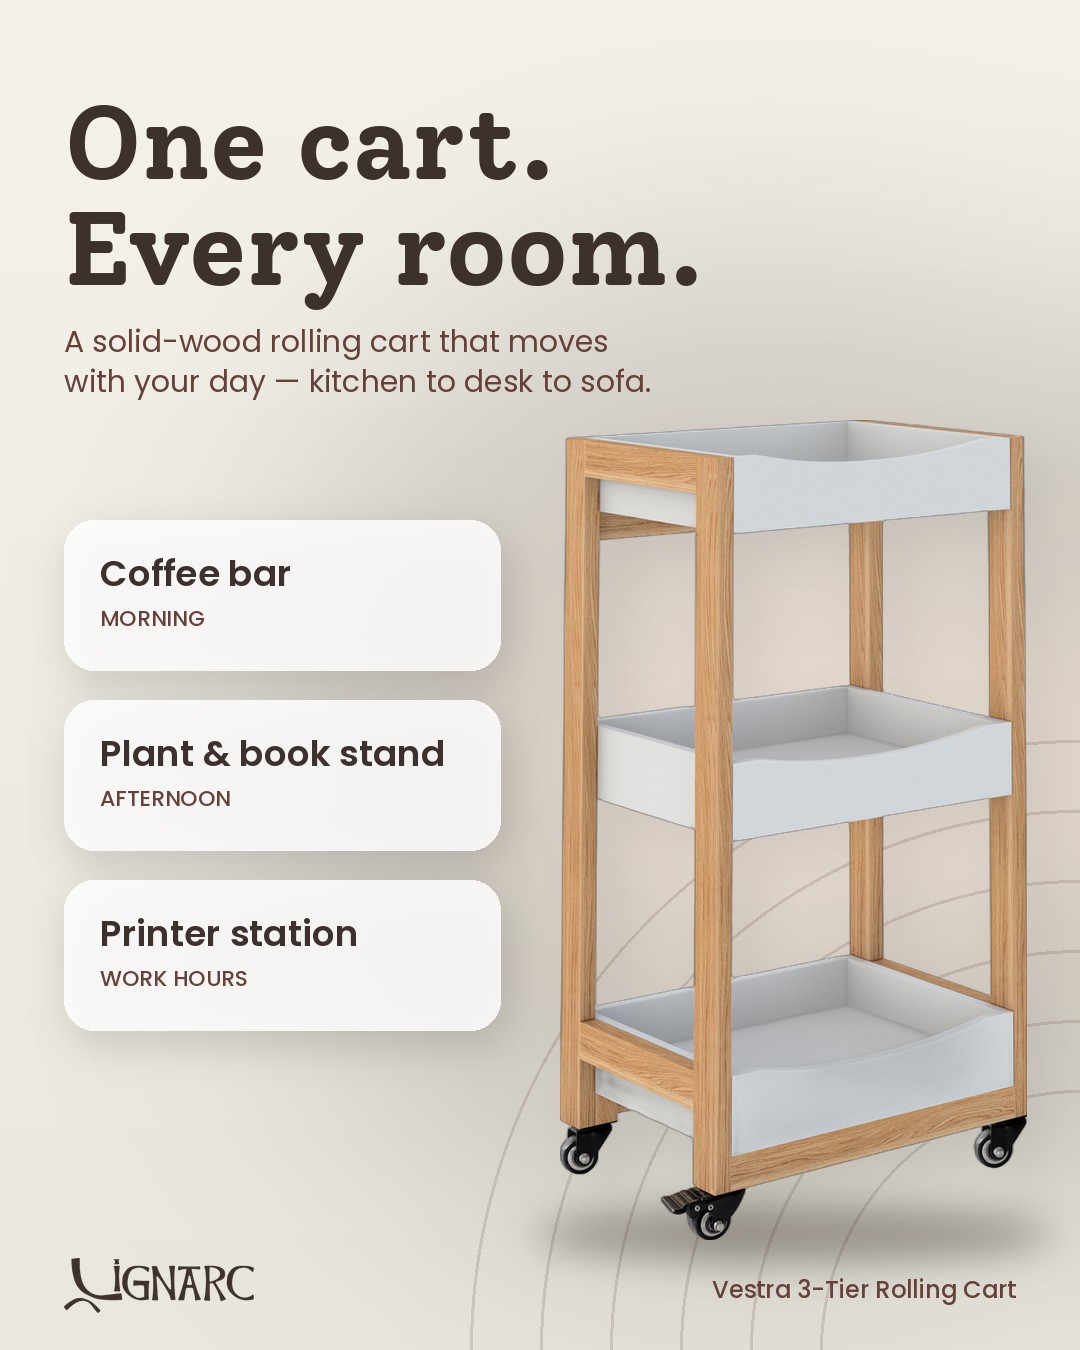 One cart.
Every room.
A solid-wood rolling cart that moves
with your day — kitchen to desk to sofa.
Coffee bar
MORNING
Plant & book stand
AFTERNOON
Printer station
WORK HOURS
LIGNARC
Vestra 3-Tier Rolling Cart